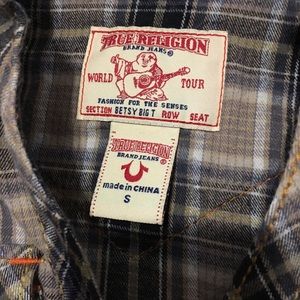 TRUE RELIGION
BRAND JEANS®
WORLD TOUR
FASHION FOR THE SENSES
SECTION BETSY BIG T ROW SEAT
TRUE RELIGION
BRAND JEANS®
made in CHINA
S